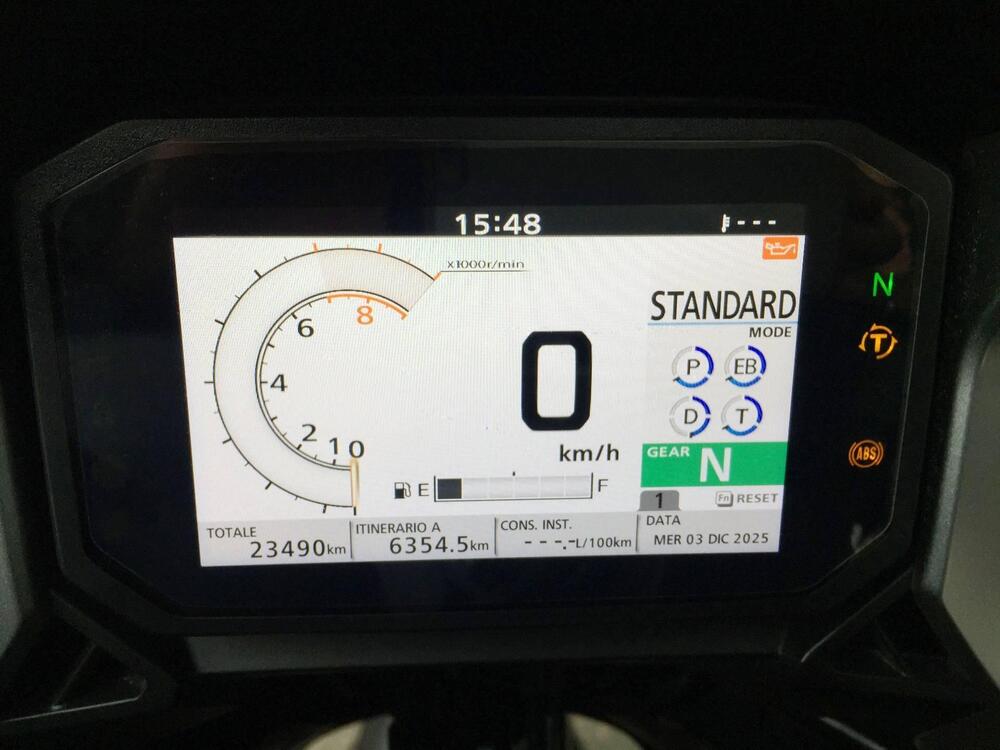 15:48
---
x1000r/min
8
6
4
2
1
0
0
km/h
STANDARD
MODE
P
EB
D
T
GEAR N
N
T
ABS
E
F
1
Fn RESET
TOTALE
23490km
ITINERARIO A
6354.5km
CONS. INST.
---.-L/100km
DATA
MER 03 DIC 2025